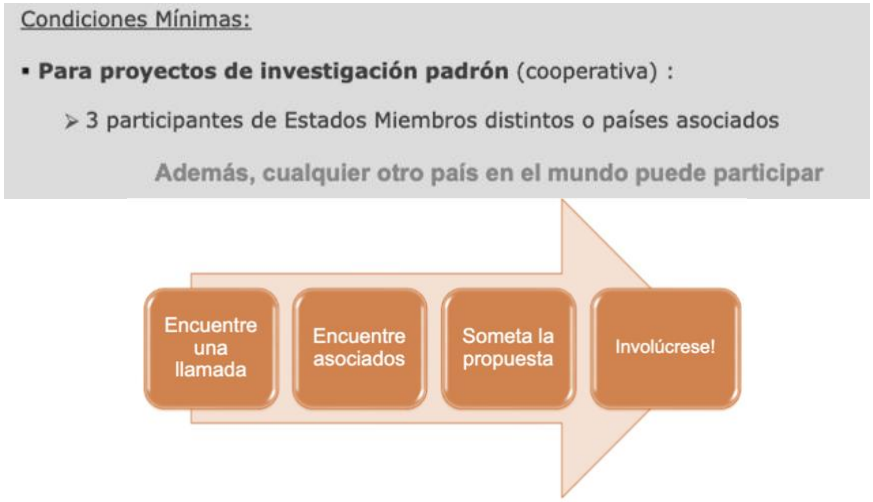 Condiciones Mínimas:
▪ Para proyectos de investigación padrón (cooperativa) :
➢ 3 participantes de Estados Miembros distintos o países asociados
Además, cualquier otro país en el mundo puede participar
Encuentre
una
llamada
Encuentre
asociados
Someta la
propuesta
Involúcrese!